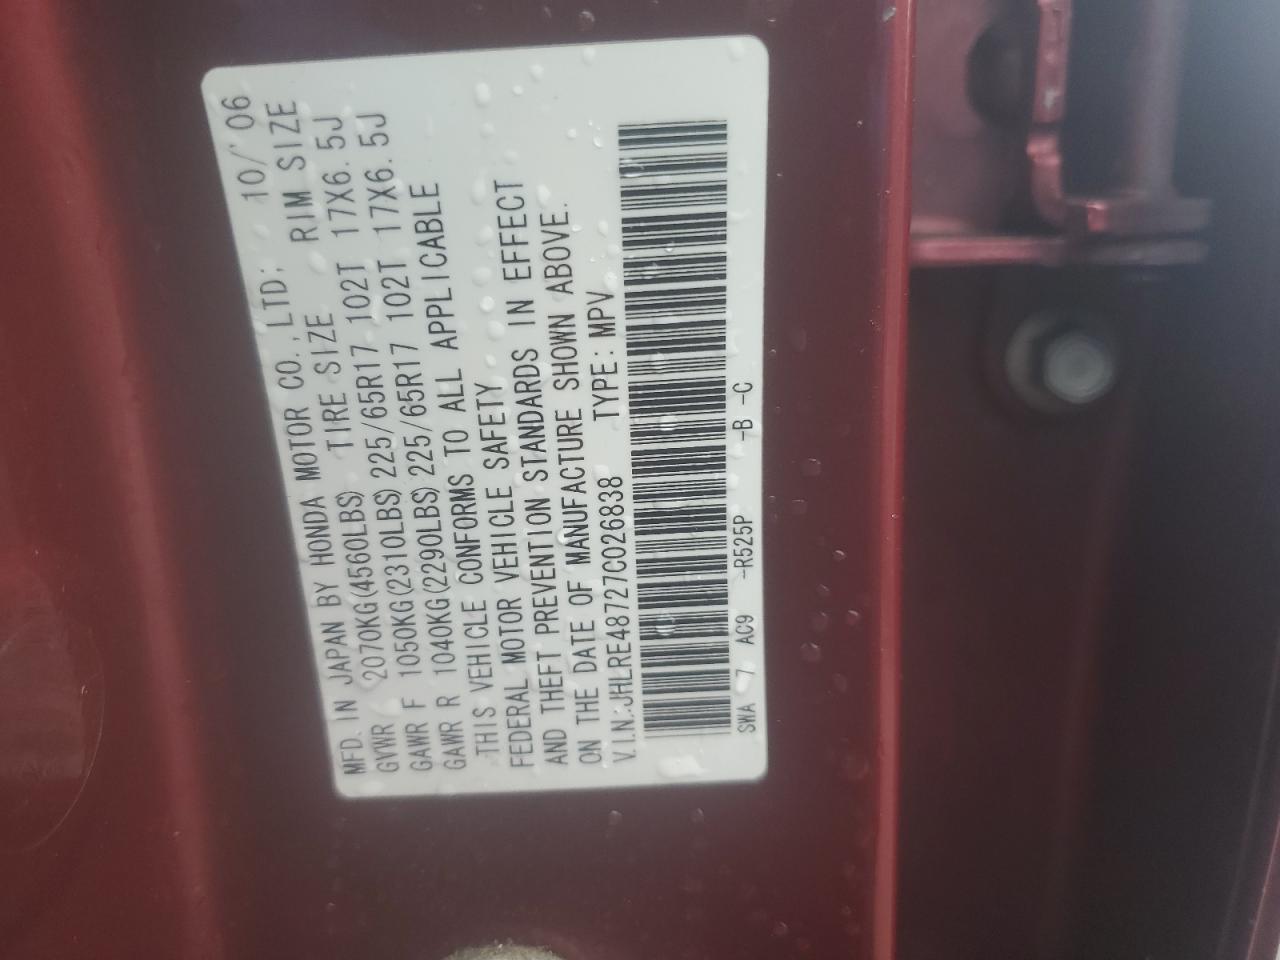 MFD. IN JAPAN BY HONDA MOTOR CO., LTD; 10/'06
GVWR 2070KG(4560LBS) TIRE SIZE RIM SIZE
GAWR F 1050KG(2310LBS) 225/65R17 102T 17X6.5J
GAWR R 1040KG(2290LBS) 225/65R17 102T 17X6.5J
THIS VEHICLE CONFORMS TO ALL APPLICABLE
FEDERAL MOTOR VEHICLE SAFETY
AND THEFT PREVENTION STANDARDS IN EFFECT
ON THE DATE OF MANUFACTURE SHOWN ABOVE.
V.I.N.:JHLRE48727C026838 TYPE: MPV
SWA 7 AC9 -R525P -B -C